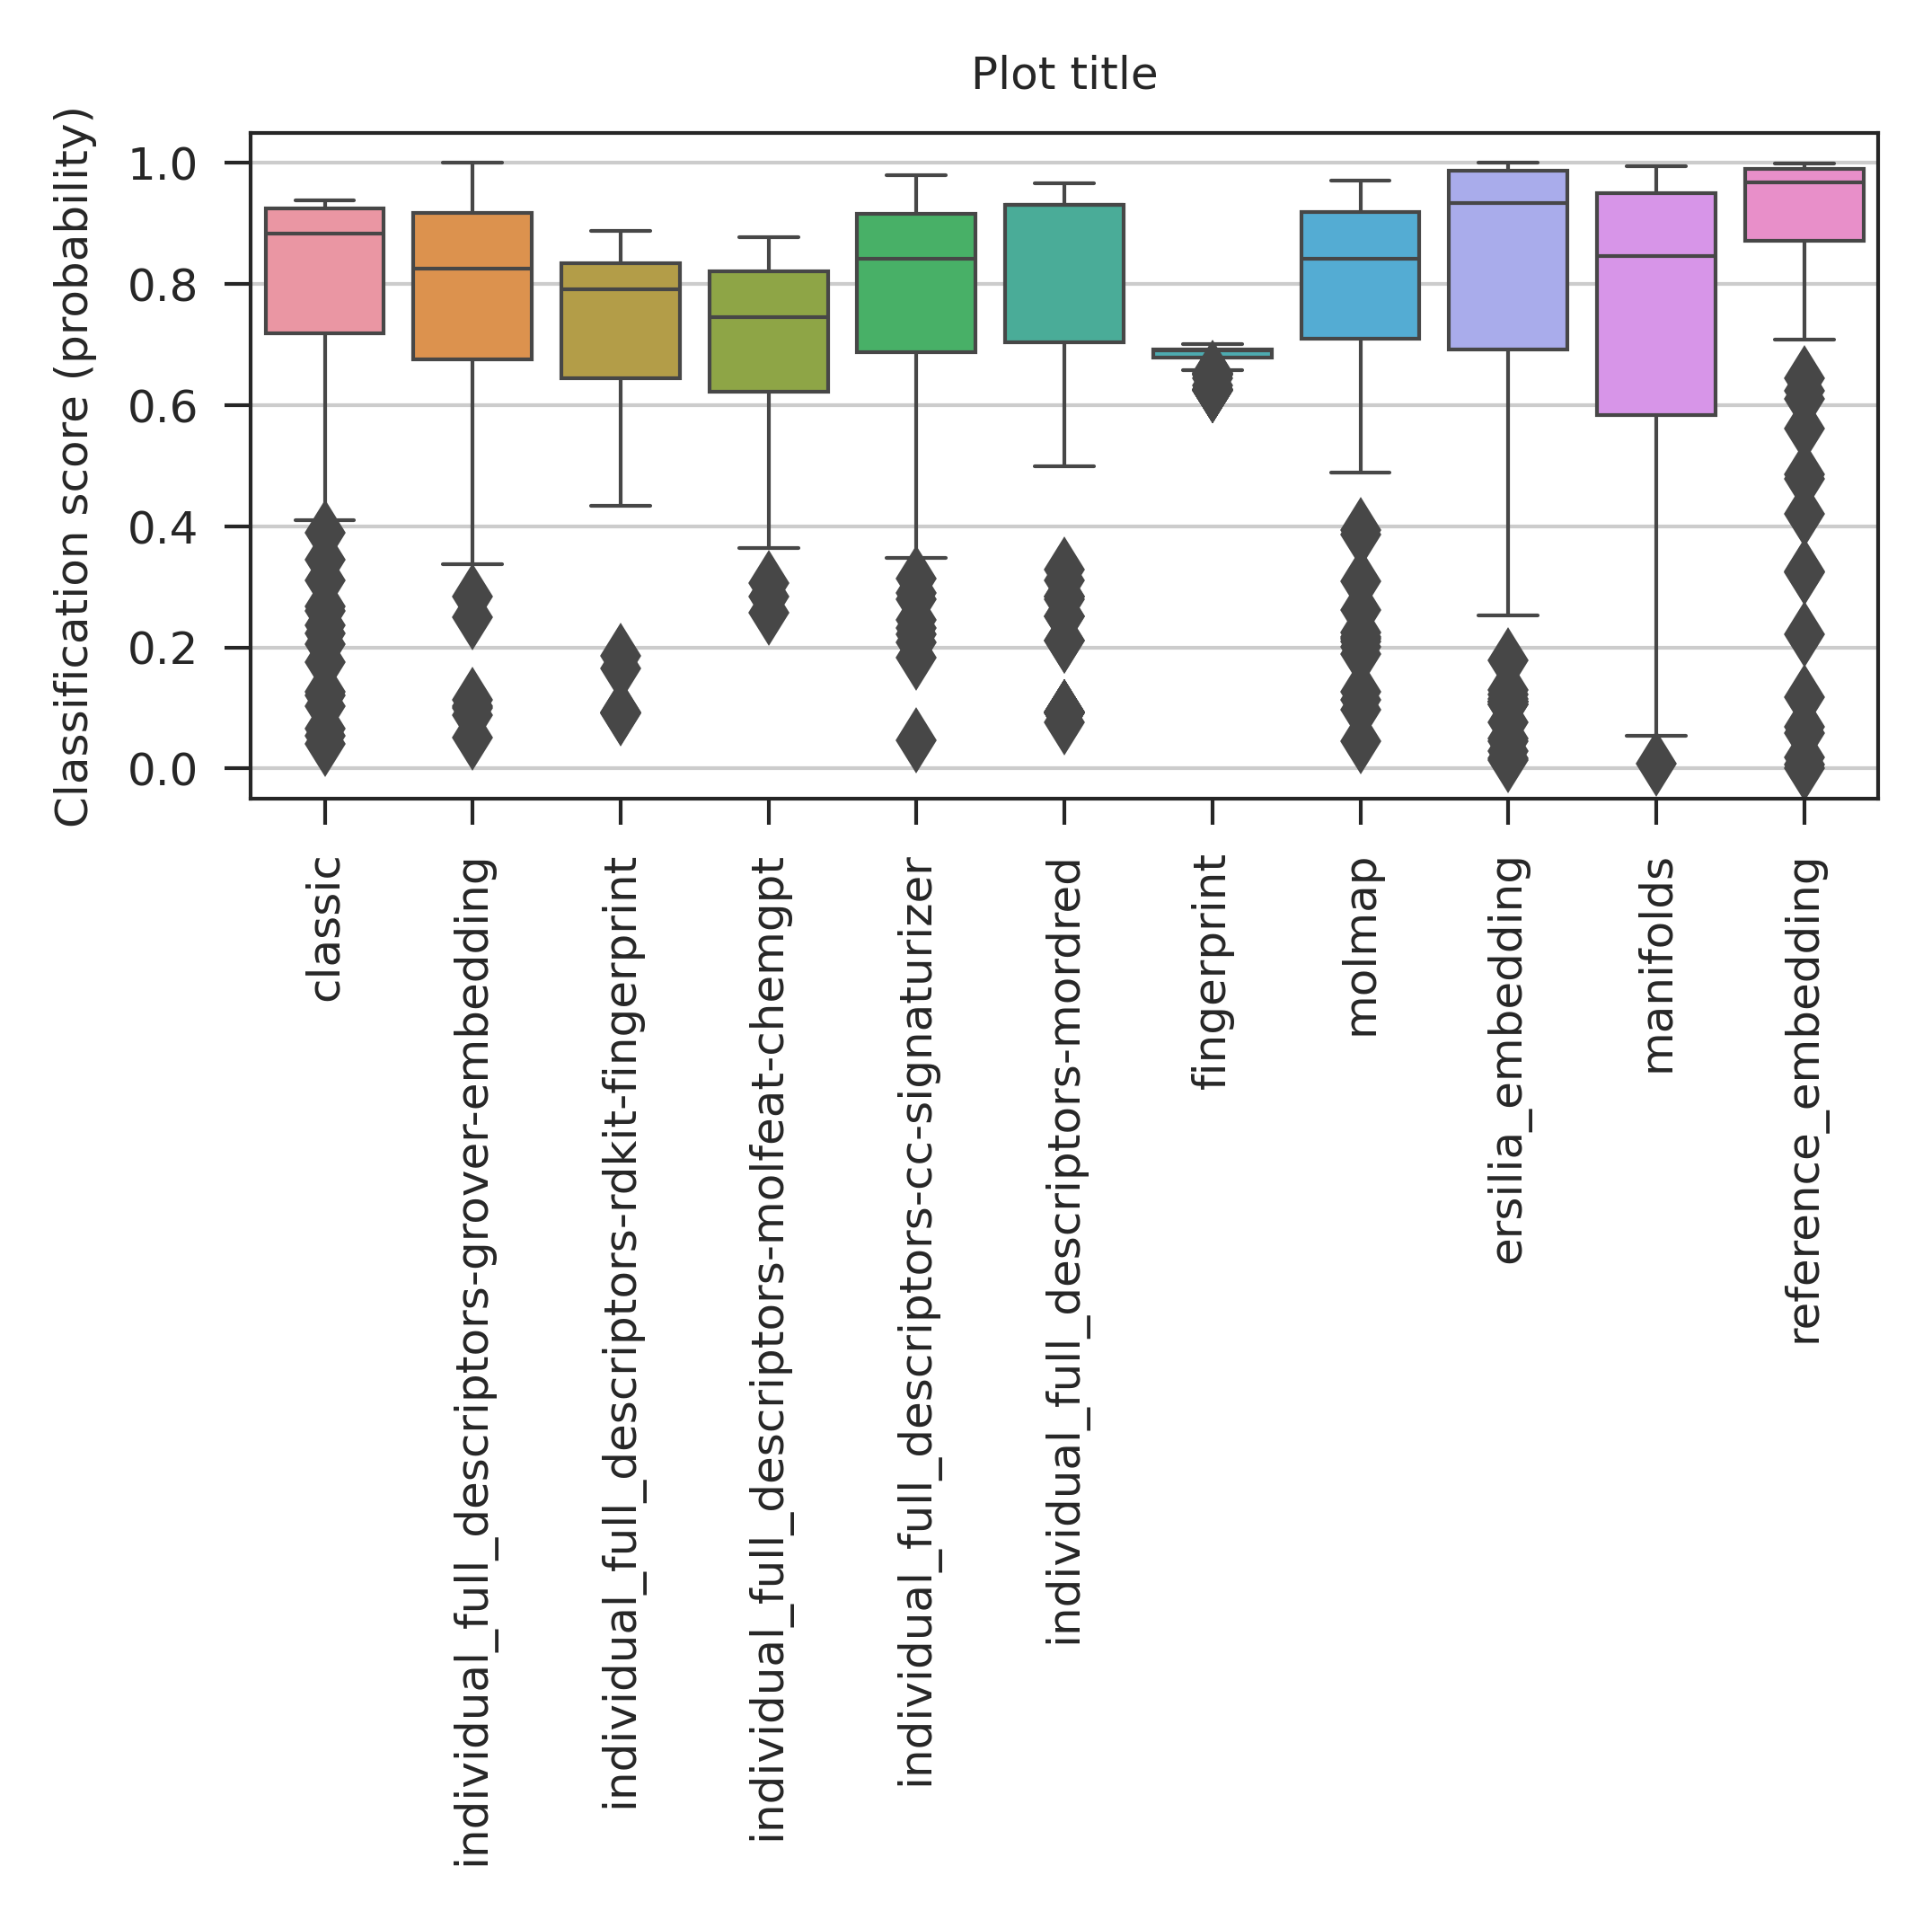 Plot title
Classification score (probability)
1.0
0.8
0.6
0.4
0.2
0.0
classic
individual_full_descriptors-grover-embedding
individual_full_descriptors-rdkit-fingerprint
individual_full_descriptors-molfeat-chemgpt
individual_full_descriptors-cc-signaturizer
individual_full_descriptors-mordred
fingerprint
molmap
ersilia_embedding
manifolds
reference_embedding